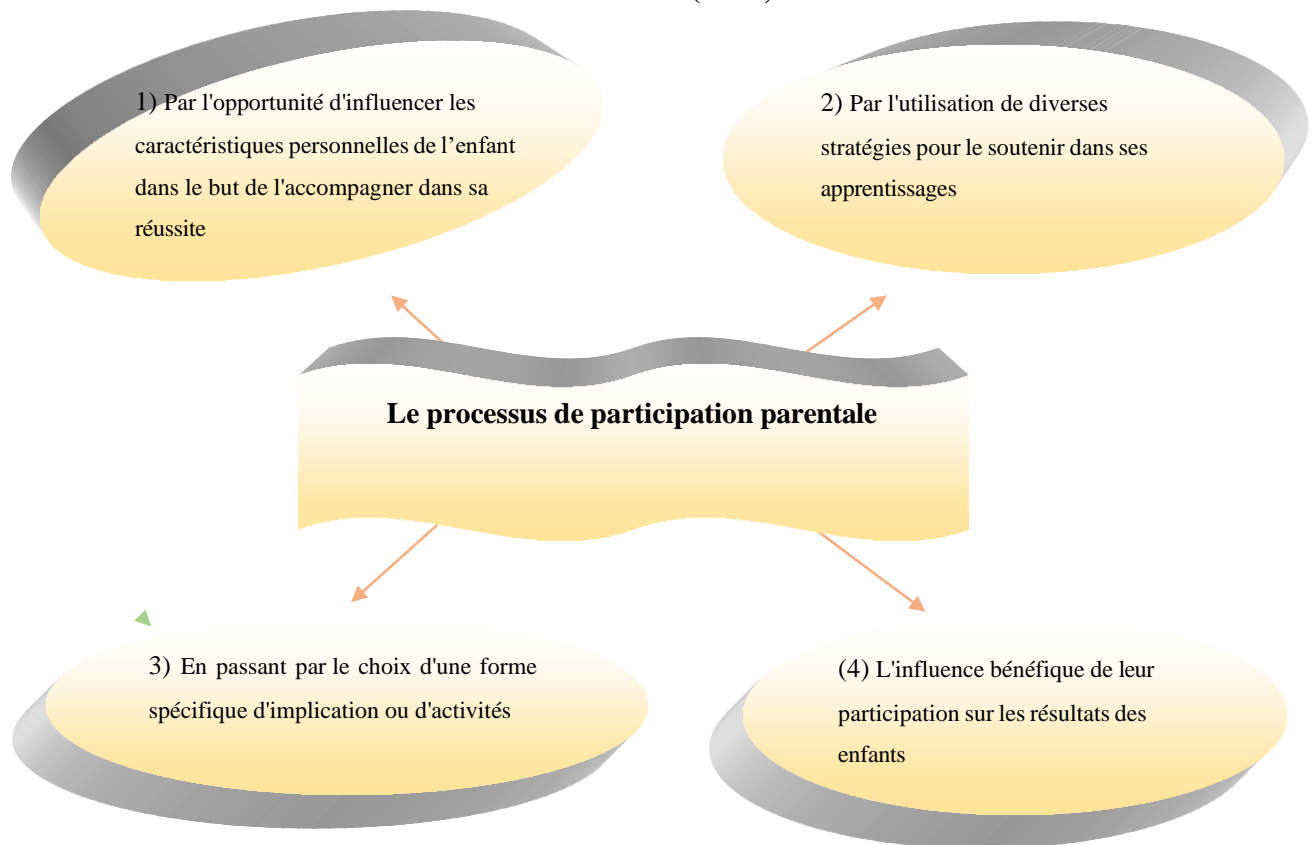 1) Par l'opportunité d'influencer les
caractéristiques personnelles de l’enfant
dans le but de l'accompagner dans sa
réussite
2) Par l'utilisation de diverses
stratégies pour le soutenir dans ses
apprentissages
Le processus de participation parentale
3) En passant par le choix d'une forme
spécifique d'implication ou d'activités
(4) L'influence bénéfique de leur
participation sur les résultats des
enfants